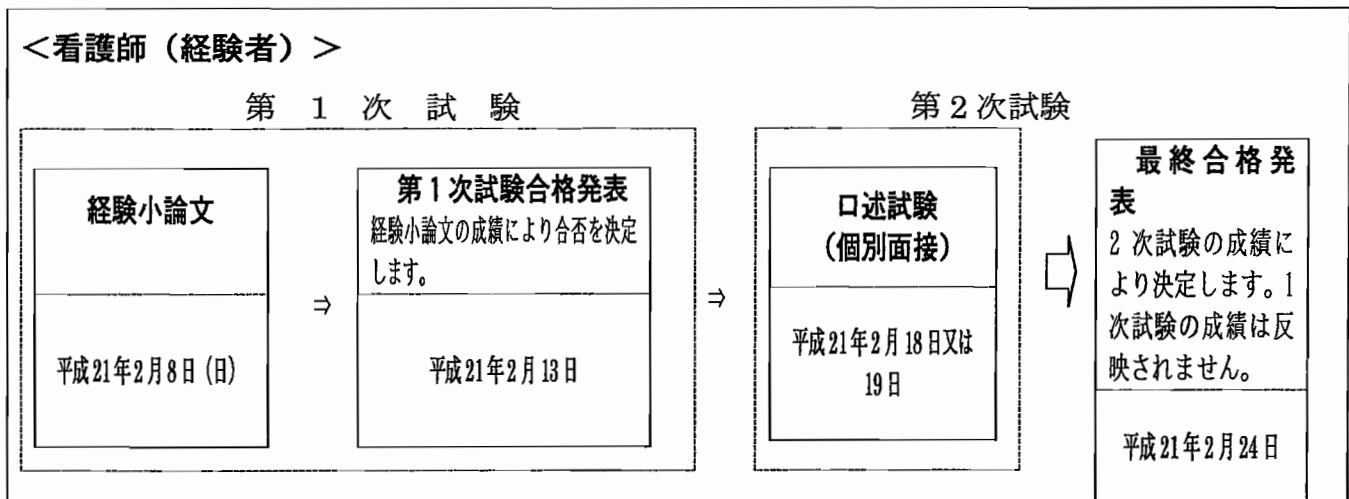 ＜看護師（経験者）＞
第　１　次　試　験
経験小論文
平成21年2月8日（日）
⇒
第１次試験合格発表
経験小論文の成績により合否を決定
します。
平成21年2月13日
⇒
第２次試験
口述試験
（個別面接）
平成21年2月18日又は
19日
最終合格発
表
2 次試験の成績に
より決定します。1
次試験の成績は反
映されません。
平成21年2月24日